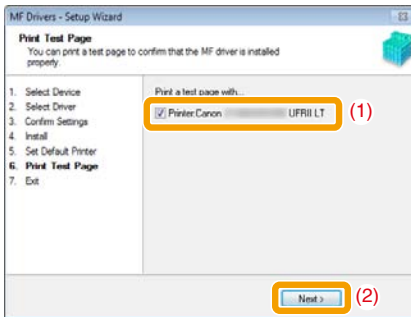 MF Drivers - Setup Wizard
Print Test Page
You can print a test page to confirm that the MF driver is installed
properly.
1. Select Device
2. Select Driver
3. Confirm Settings
4. Install
5. Set Default Printer
6. Print Test Page
7. Exit
Print a test page with...
Printer:Canon UFRII LT
(1)
Next >
(2)